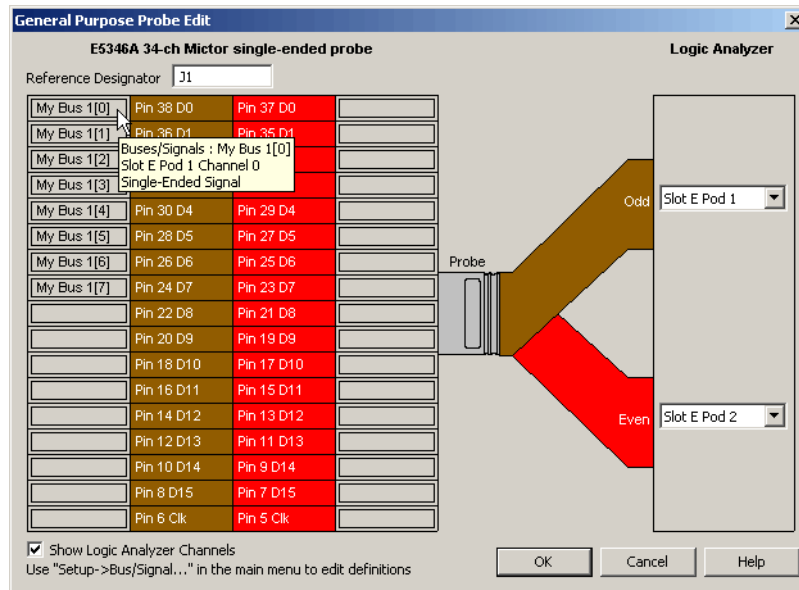 General Purpose Probe Edit
E5346A 34-ch Mictor single-ended probe
Logic Analyzer
Reference Designator J1
My Bus 1[0] Pin 38 D0 Pin 37 D0
My Bus 1[1] Pin 36 D1 Pin 35 D1
My Bus 1[2]
My Bus 1[3]
Buses/Signals : My Bus 1[0]
Slot E Pod 1 Channel 0
Single-Ended Signal
My Bus 1[4] Pin 30 D4 Pin 29 D4
My Bus 1[5] Pin 28 D5 Pin 27 D5
My Bus 1[6] Pin 26 D6 Pin 25 D6
My Bus 1[7] Pin 24 D7 Pin 23 D7
Pin 22 D8 Pin 21 D8
Pin 20 D9 Pin 19 D9
Pin 18 D10 Pin 17 D10
Pin 16 D11 Pin 15 D11
Pin 14 D12 Pin 13 D12
Pin 12 D13 Pin 11 D13
Pin 10 D14 Pin 9 D14
Pin 8 D15 Pin 7 D15
Pin 6 Clk Pin 5 Clk
Probe
Odd Slot E Pod 1
Even Slot E Pod 2
Show Logic Analyzer Channels
Use "Setup->Bus/Signal..." in the main menu to edit definitions
OK Cancel Help